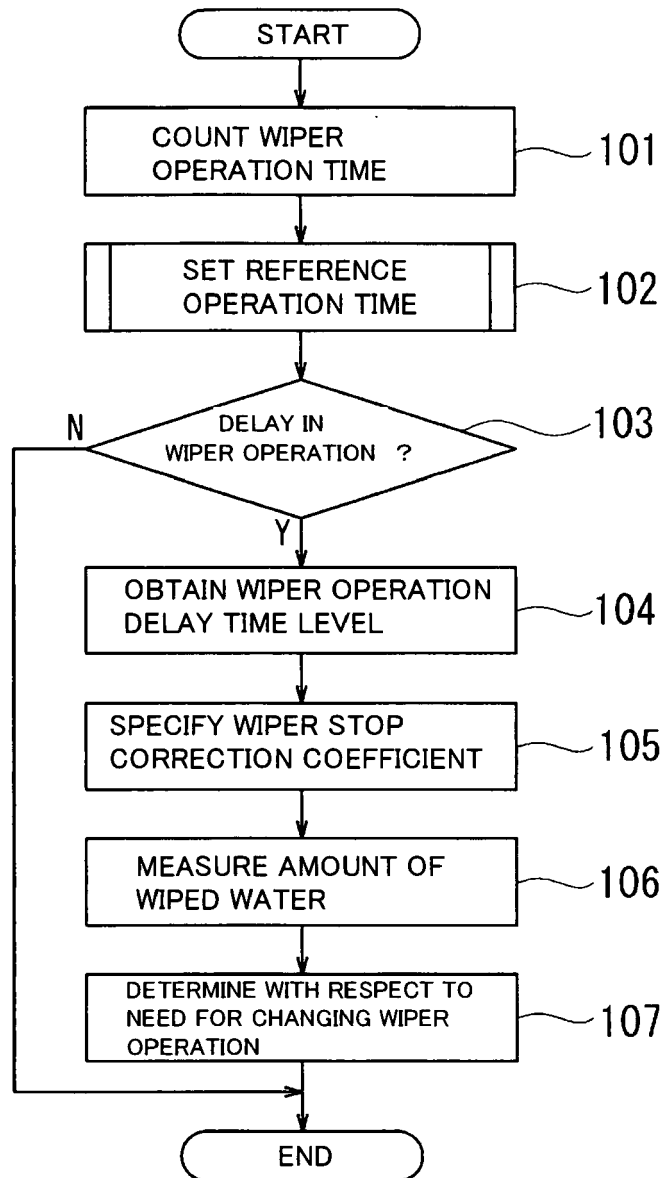 START
COUNT WIPER
OPERATION TIME
101
SET REFERENCE
OPERATION TIME
102
N
DELAY IN
WIPER OPERATION ?
103
Y
OBTAIN WIPER OPERATION
DELAY TIME LEVEL
104
SPECIFY WIPER STOP
CORRECTION COEFFICIENT
105
MEASURE AMOUNT OF
WIPED WATER
106
DETERMINE WITH RESPECT TO
NEED FOR CHANGING WIPER
OPERATION
107
END